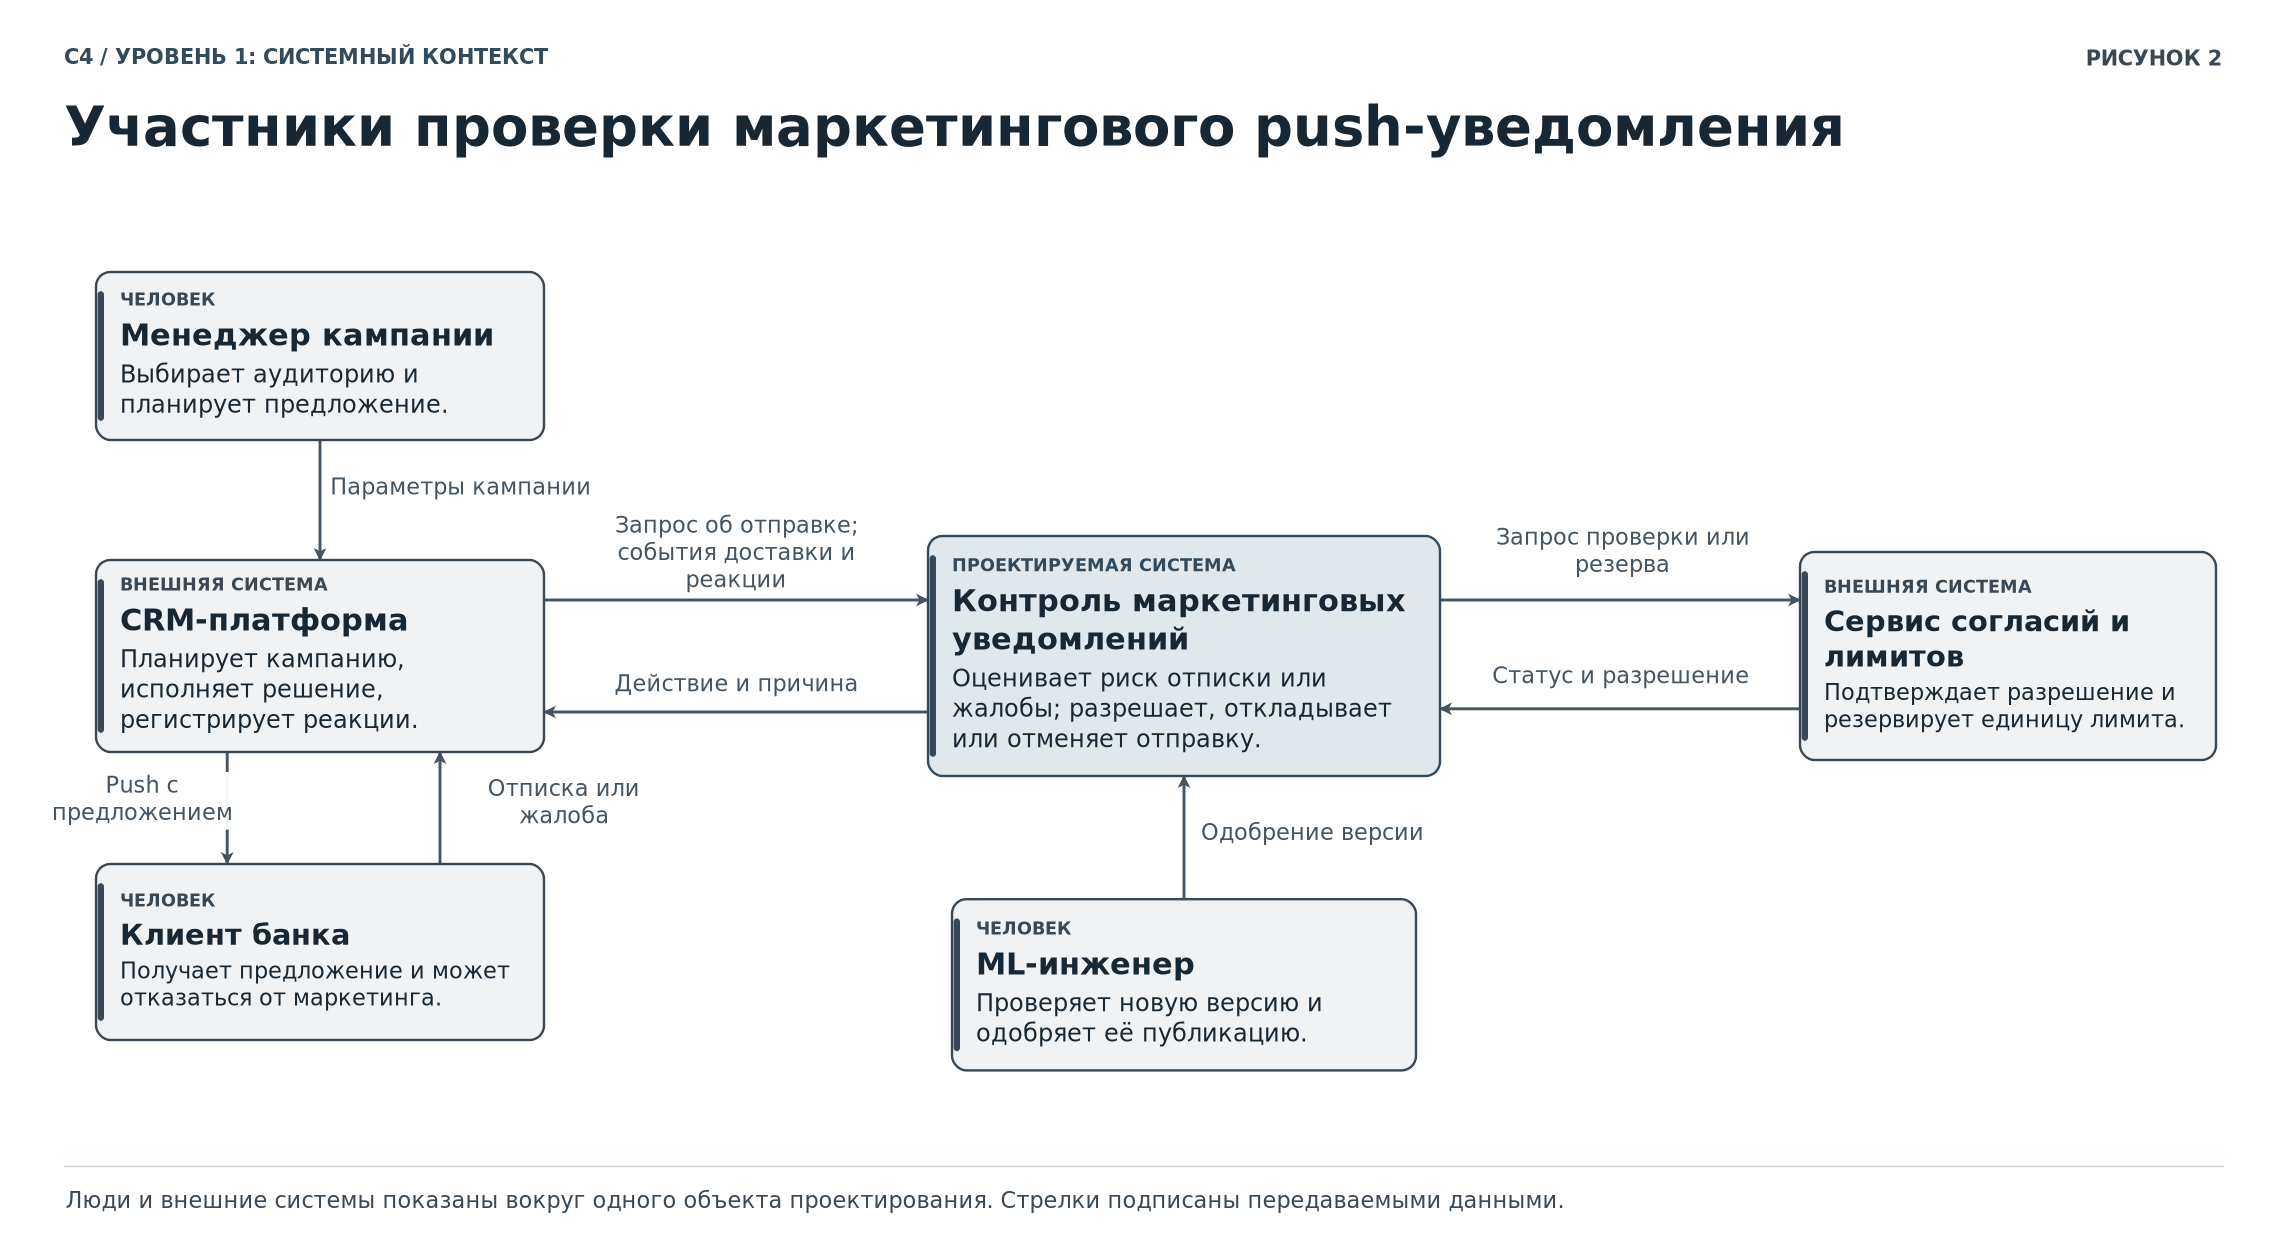 C4 / УРОВЕНЬ 1: СИСТЕМНЫЙ КОНТЕКСТ
РИСУНОК 2
Участники проверки маркетингового push-уведомления
ЧЕЛОВЕК
Менеджер кампании
Выбирает аудиторию и
планирует предложение.
Параметры кампании
ВНЕШНЯЯ СИСТЕМА
CRM-платформа
Планирует кампанию,
исполняет решение,
регистрирует реакции.
Запрос об отправке;
события доставки и
реакции
Действие и причина
ПРОЕКТИРУЕМАЯ СИСТЕМА
Контроль маркетинговых
уведомлений
Оценивает риск отписки или
жалобы; разрешает, откладывает
или отменяет отправку.
Запрос проверки или
резерва
Статус и разрешение
ВНЕШНЯЯ СИСТЕМА
Сервис согласий и
лимитов
Подтверждает разрешение и
резервирует единицу лимита.
Push с
предложением
Отписка или
жалоба
Одобрение версии
ЧЕЛОВЕК
Клиент банка
Получает предложение и может
отказаться от маркетинга.
ЧЕЛОВЕК
ML-инженер
Проверяет новую версию и
одобряет её публикацию.
Люди и внешние системы показаны вокруг одного объекта проектирования. Стрелки подписаны передаваемыми данными.